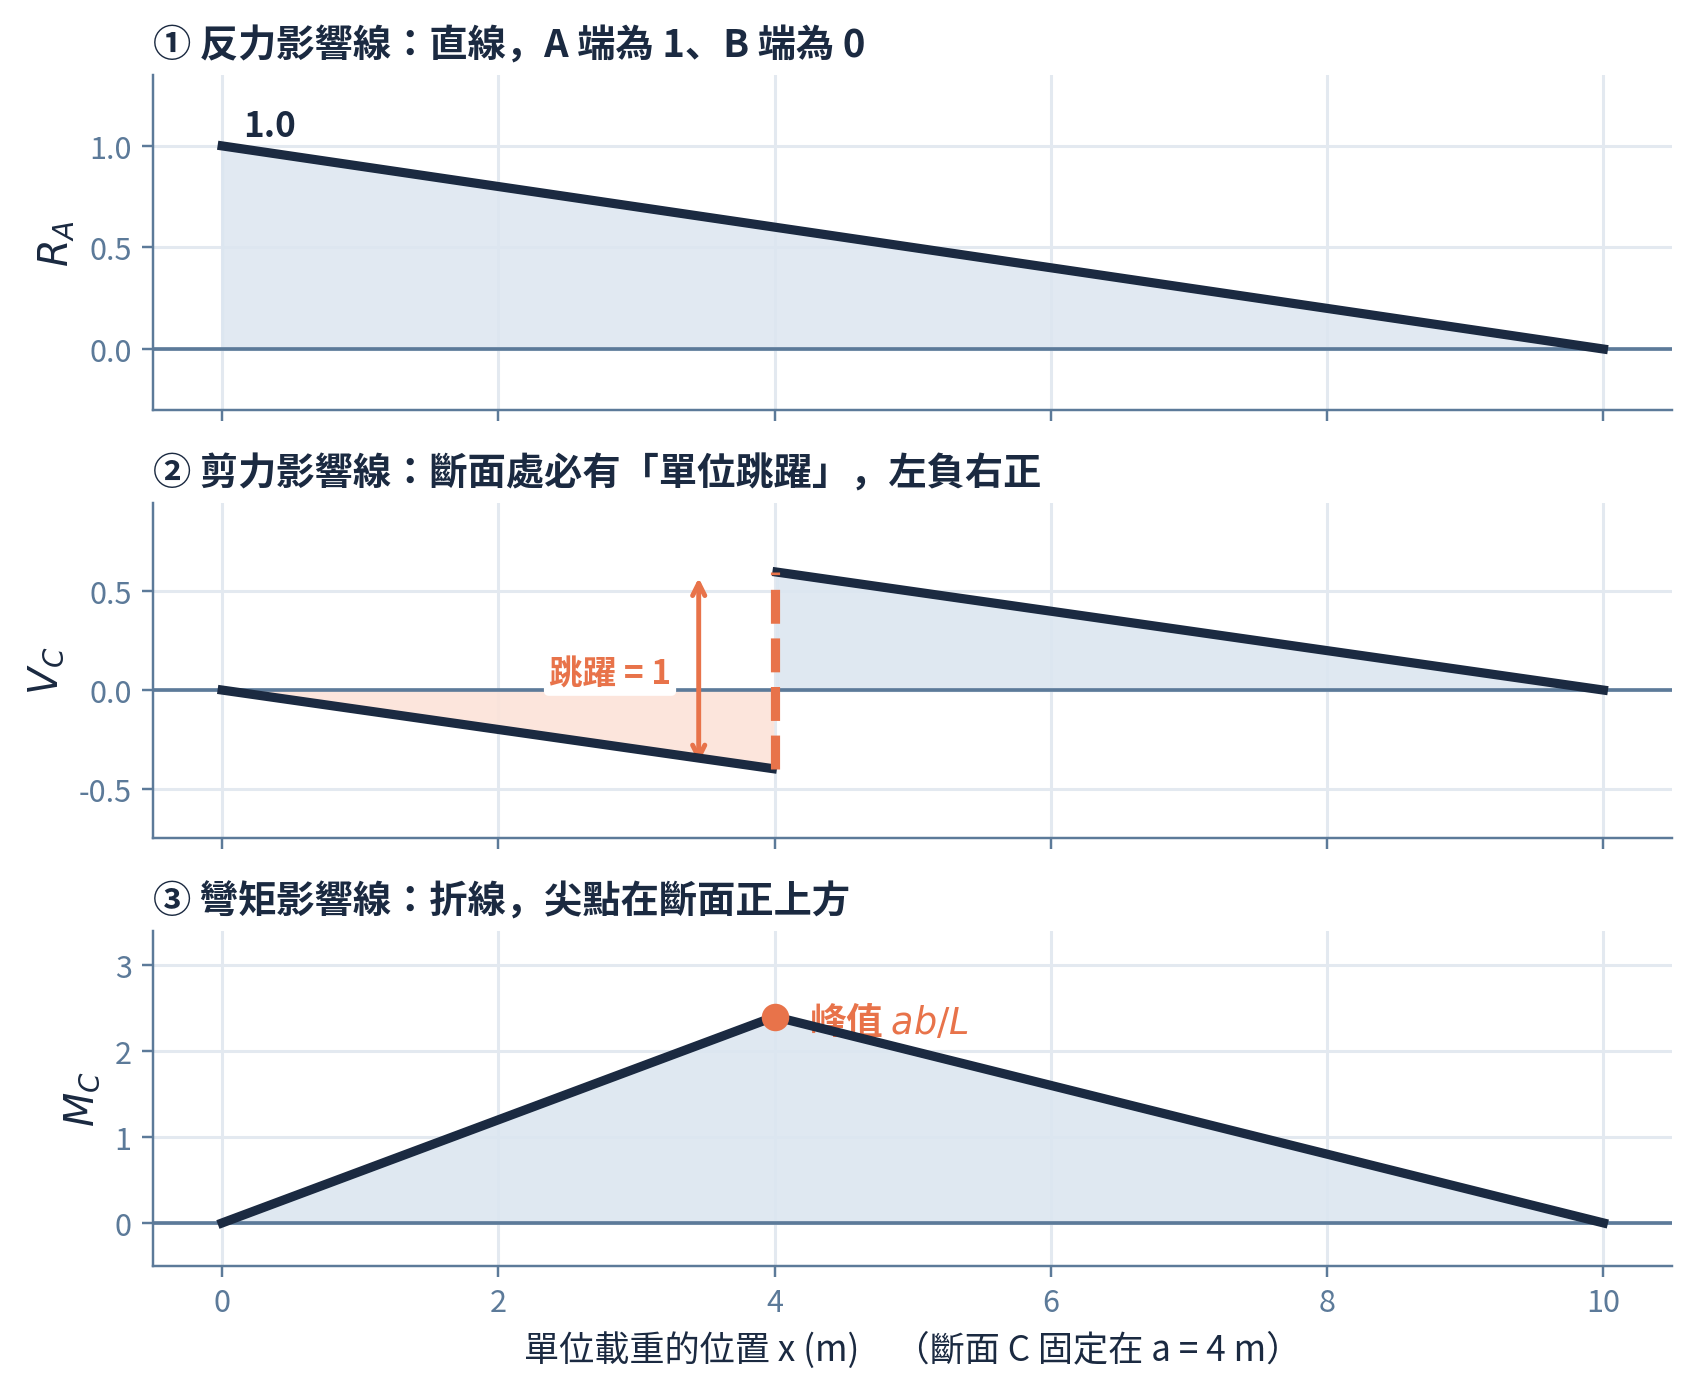 ① 反力影響線：直線，A 端為 1、B 端為 0
1.0
1.0
0.5
0.0
R_A
② 剪力影響線：斷面處必有「單位跳躍」，左負右正
0.5
0.0
-0.5
跳躍 = 1
V_C
③ 彎矩影響線：折線，尖點在斷面正上方
3
2
1
0
峰值 ab/L
M_C
0 2 4 6 8 10
單位載重的位置 x (m) （斷面 C 固定在 a = 4 m）